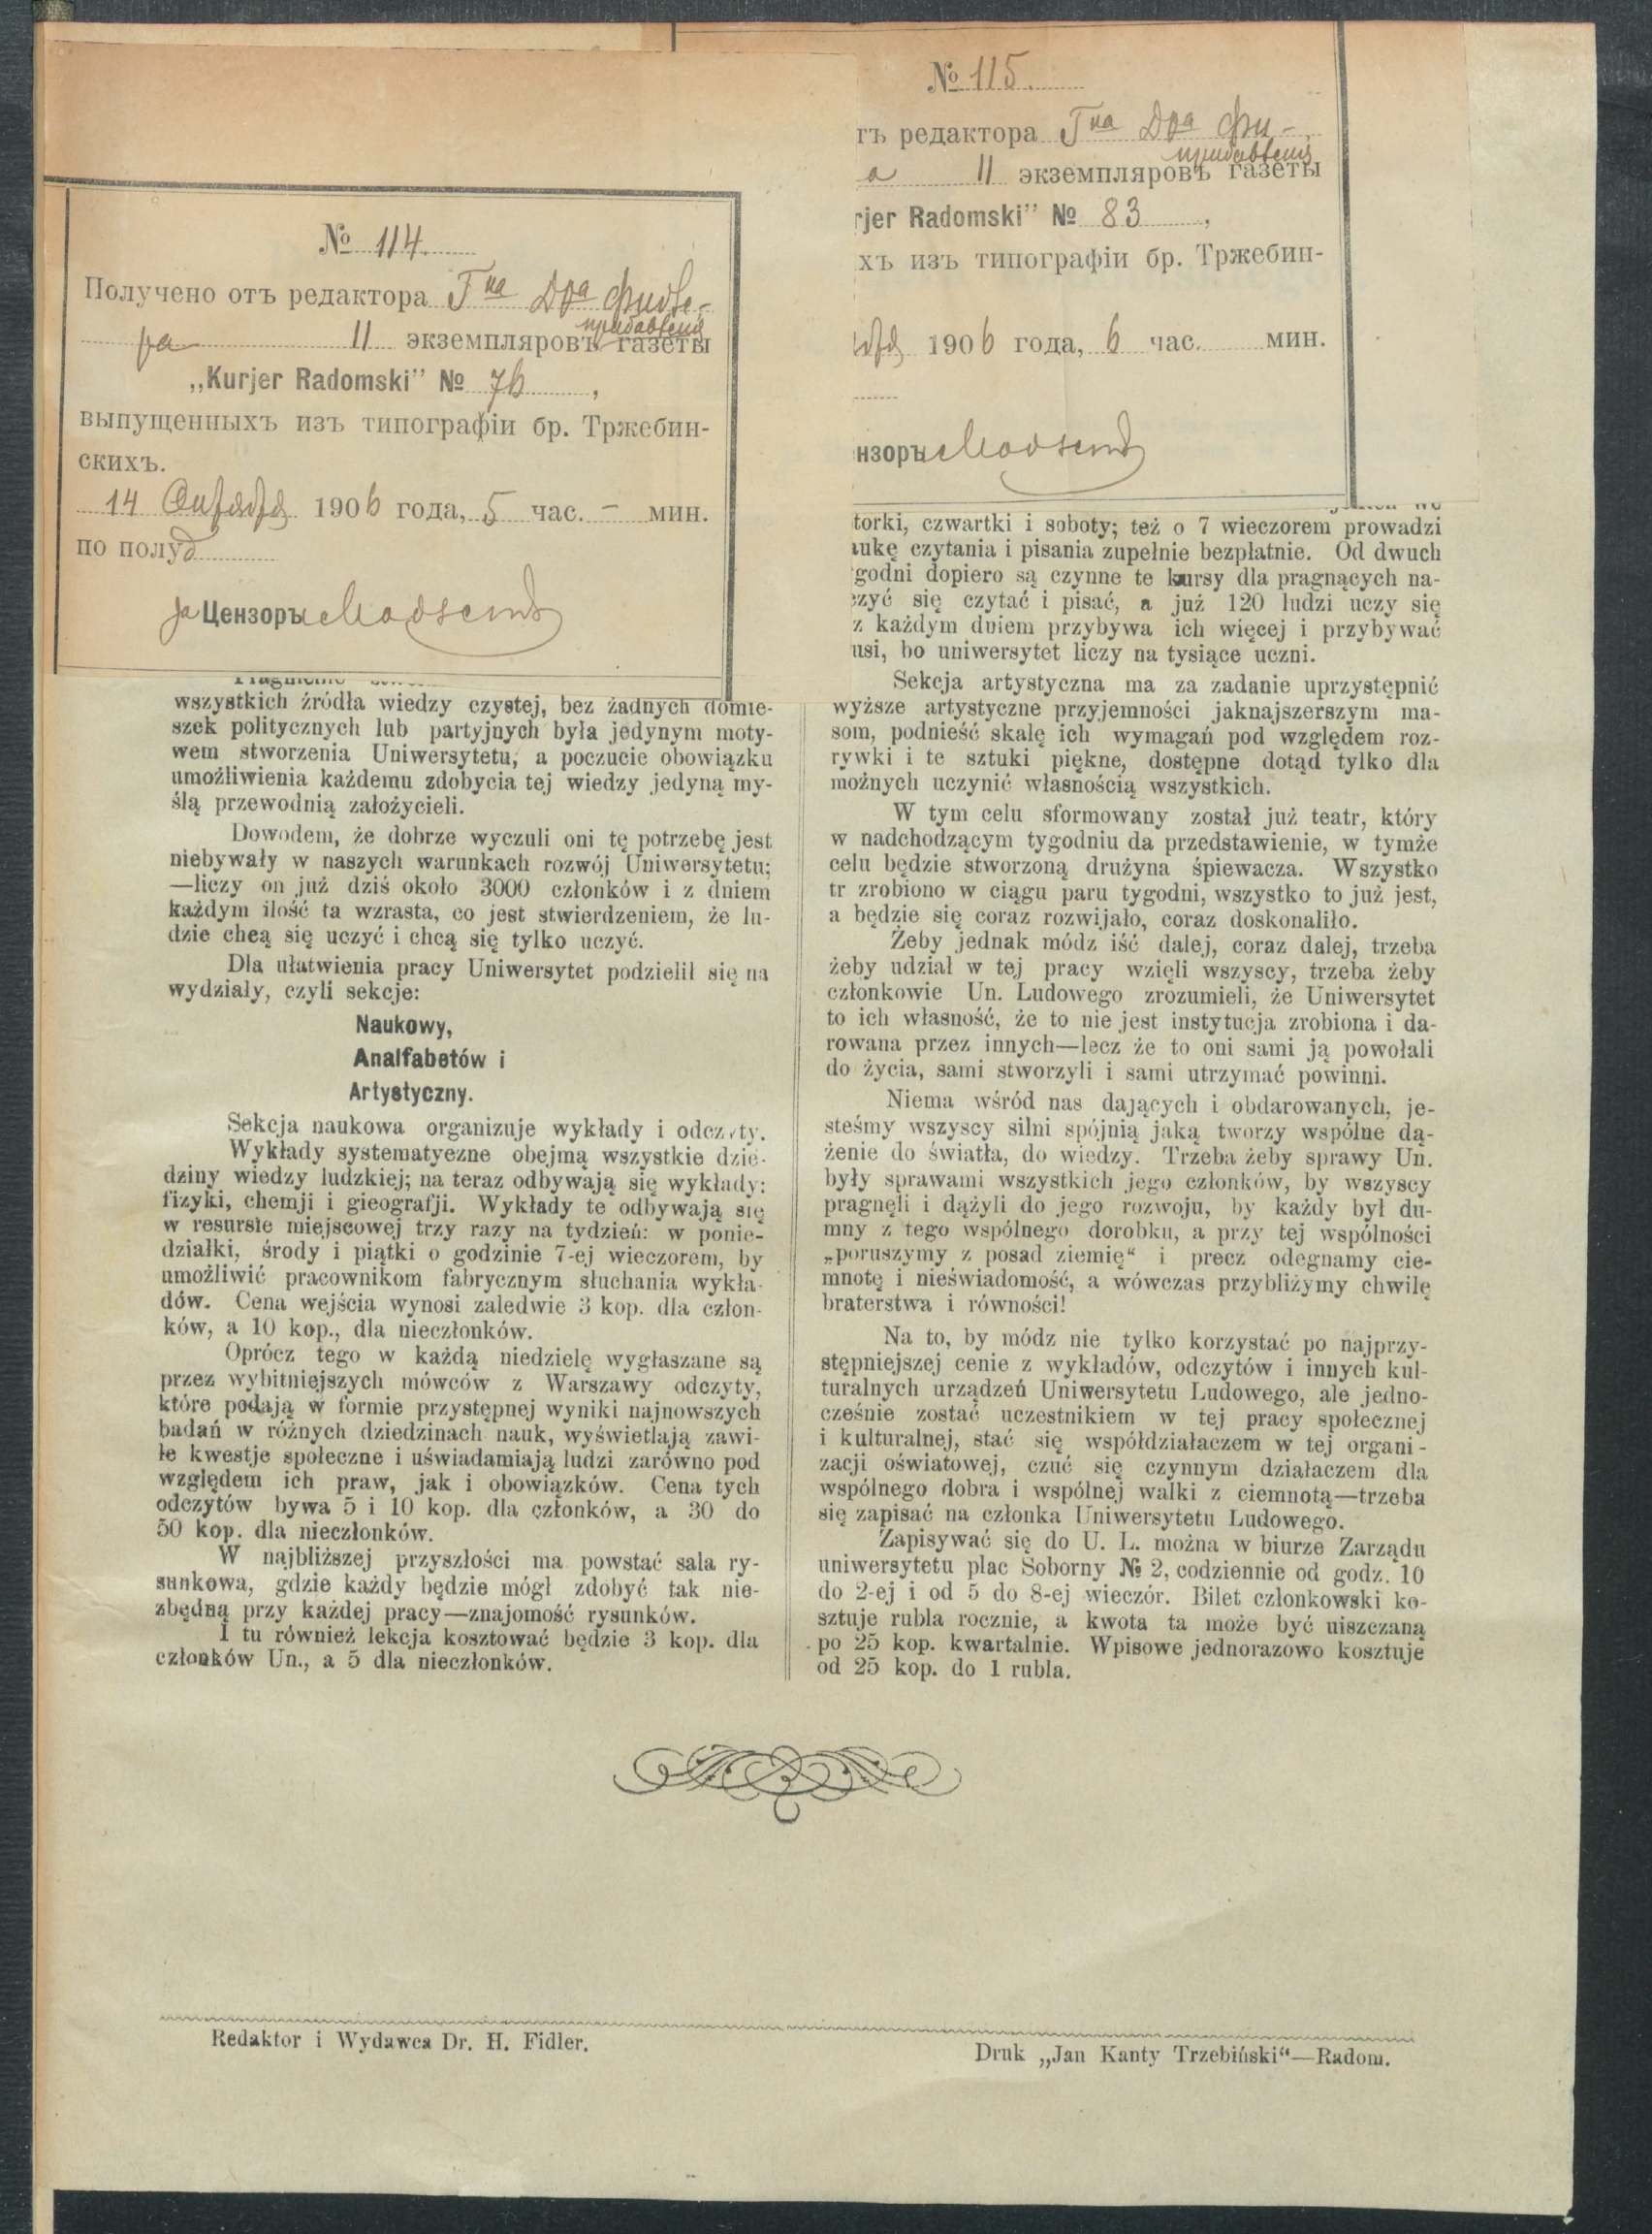 № 114.
Получено отъ редактора Гна Дра Фидле-
ра 11 экземпляровъ газеты
прибавленія
„Kurjer Radomski” № 76,
выпущенныхъ изъ типографіи бр. Тржебин-
скихъ.
14 Октября 1906 года, 5 час. – мин.
по полуд
Цензоръ
№ 115.
гъ редактора Гна Дра Фи-
прибавленія
а 11 экземпляровъ газеты
rjer Radomski” № 83,
хъ изъ типографіи бр. Тржебин-
1906 года, 6 час. мин.
нзоръ
wszystkich źródła wiedzy czystej, bez żadnych domie-
szek politycznych lub partyjnych była jedynym moty-
wem stworzenia Uniwersytetu, a poczucie obowiązku
umożliwienia każdemu zdobycia tej wiedzy jedyną my-
ślą przewodnią założycieli.
Dowodem, że dobrze wyczuli oni tę potrzebę jest
niebywały w naszych warunkach rozwój Uniwersytetu;
—liczy on już dziś około 3000 członków i z dniem
każdym ilość ta wzrasta, co jest stwierdzeniem, że lu-
dzie chcą się uczyć i chcą się tylko uczyć.
Dla ułatwienia pracy Uniwersytet podzielił się na
wydziały, czyli sekcje:
Naukowy,
Analfabetów i
Artystyczny.
Sekcja naukowa organizuje wykłady i odczyty.
Wykłady systematyczne obejmą wszystkie dzie-
dziny wiedzy ludzkiej; na teraz odbywają się wykłady:
fizyki, chemji i gieografji. Wykłady te odbywają się
w resursie miejscowej trzy razy na tydzień: w ponie-
działki, środy i piątki o godzinie 7-ej wieczorem, by
umożliwić pracownikom fabrycznym słuchania wykła-
dów. Cena wejścia wynosi zaledwie 3 kop. dla człon-
ków, a 10 kop., dla nieczłonków.
Oprócz tego w każdą niedzielę wygłaszane są
przez wybitniejszych mówców z Warszawy odczyty,
które podają w formie przystępnej wyniki najnowszych
badań w różnych dziedzinach nauk, wyświetlają zawi-
łe kwestje społeczne i uświadamiają ludzi zarówno pod
względem ich praw, jak i obowiązków. Cena tych
odczytów bywa 5 i 10 kop. dla członków, a 30 do
50 kop. dla nieczłonków.
W najbliższej przyszłości ma powstać sala ry-
sunkowa, gdzie każdy będzie mógł zdobyć tak nie-
zbędną przy każdej pracy—znajomość rysunków.
I tu również lekcja kosztować będzie 3 kop. dla
członków Un., a 5 dla nieczłonków.
torki, czwartki i soboty; też o 7 wieczorem prowadzi
aukę czytania i pisania zupełnie bezpłatnie. Od dwuch
godni dopiero są czynne te kursy dla pragnących na-
czyć się czytać i pisać, a już 120 ludzi uczy się
z każdym dniem przybywa ich więcej i przybywać
usi, bo uniwersytet liczy na tysiące uczni.
Sekcja artystyczna ma za zadanie uprzystępnić
wyższe artystyczne przyjemności jaknajszerszym ma-
som, podnieść skalę ich wymagań pod względem roz-
rywki i te sztuki piękne, dostępne dotąd tylko dla
możnych uczynić własnością wszystkich.
W tym celu sformowany został już teatr, który
w nadchodzącym tygodniu da przedstawienie, w tymże
celu będzie stworzoną drużyna śpiewacza. Wszystko
tr zrobiono w ciągu paru tygodni, wszystko to już jest,
a będzie się coraz rozwijało, coraz doskonaliło.
Żeby jednak módz iść dalej, coraz dalej, trzeba
żeby udział w tej pracy wzięli wszyscy, trzeba żeby
członkowie Un. Ludowego zrozumieli, że Uniwersytet
to ich własność, że to nie jest instytucja zrobiona i da-
rowana przez innych—lecz że to oni sami ją powołali
do życia, sami stworzyli i sami utrzymać powinni.
Niema wśród nas dających i obdarowanych, je-
steśmy wszyscy silni spójnią jaką tworzy wspólne dą-
żenie do światła, do wiedzy. Trzeba żeby sprawy Un.
były sprawami wszystkich jego członków, by wszyscy
pragnęli i dążyli do jego rozwoju, by każdy był du-
mny z tego wspólnego dorobku, a przy tej wspólności
„poruszymy z posad ziemię“ i precz odegnamy cie-
mnotę i nieświadomość, a wówczas przybliżymy chwilę
braterstwa i równości!
Na to, by módz nie tylko korzystać po najprzy-
stępniejszej cenie z wykładów, odczytów i innych kul-
turalnych urządzeń Uniwersytetu Ludowego, ale jedno-
cześnie zostać uczestnikiem w tej pracy społecznej
i kulturalnej, stać się współdziałaczem w tej organi-
zacji oświatowej, czuć się czynnym działaczem dla
wspólnego dobra i wspólnej walki z ciemnotą—trzeba
się zapisać na członka Uniwersytetu Ludowego.
Zapisywać się do U. L. można w biurze Zarządu
uniwersytetu plac Soborny № 2, codziennie od godz. 10
do 2-ej i od 5 do 8-ej wieczór. Bilet członkowski ko-
sztuje rubla rocznie, a kwota ta może być uiszczaną
po 25 kop. kwartalnie. Wpisowe jednorazowo kosztuje
od 25 kop. do 1 rubla.
Redaktor i Wydawca Dr. H. Fidler.
Druk „Jan Kanty Trzebiński“—Radom.